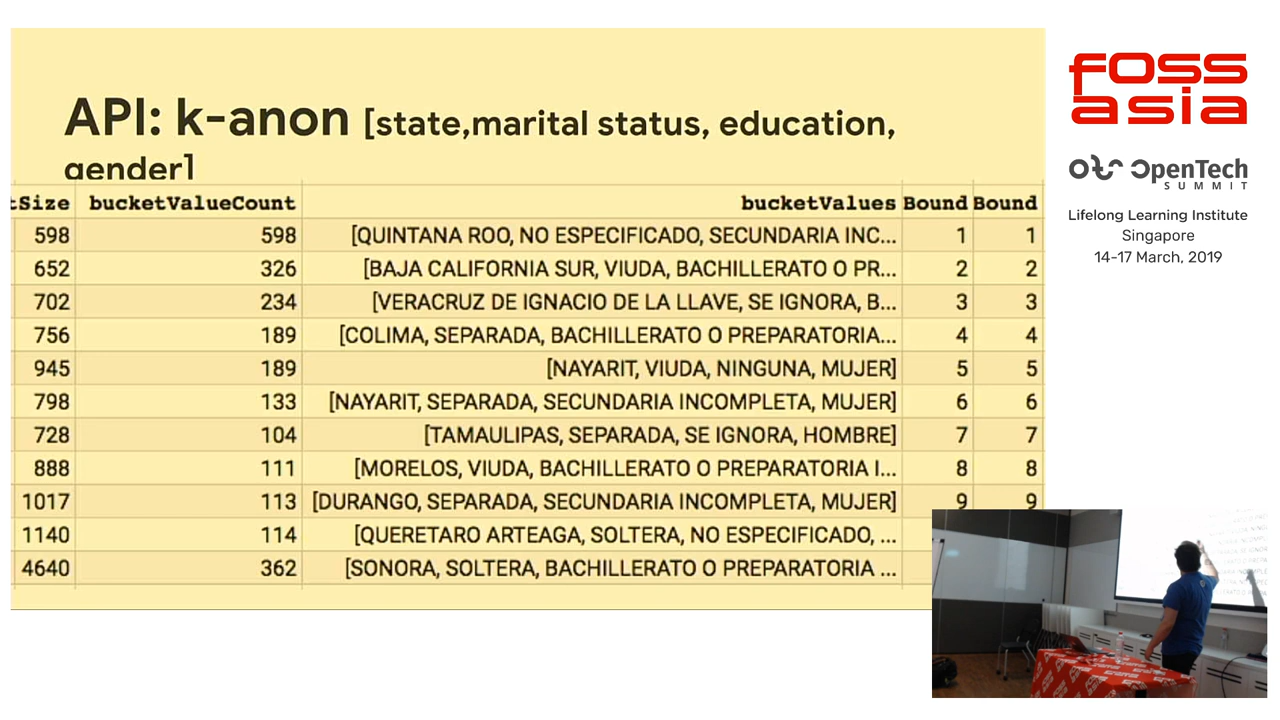 API: k-anon [state,marital status, education,
gender]
tSize bucketValueCount bucketValues Bound Bound
598 598 [QUINTANA ROO, NO ESPECIFICADO, SECUNDARIA INC... 1 1
652 326 [BAJA CALIFORNIA SUR, VIUDA, BACHILLERATO O PR... 2 2
702 234 [VERACRUZ DE IGNACIO DE LA LLAVE, SE IGNORA, B... 3 3
756 189 [COLIMA, SEPARADA, BACHILLERATO O PREPARATORIA... 4 4
945 189 [NAYARIT, VIUDA, NINGUNA, MUJER] 5 5
798 133 [NAYARIT, SEPARADA, SECUNDARIA INCOMPLETA, MUJER] 6 6
728 104 [TAMAULIPAS, SEPARADA, SE IGNORA, HOMBRE] 7 7
888 111 [MORELOS, VIUDA, BACHILLERATO O PREPARATORIA I... 8 8
1017 113 [DURANGO, SEPARADA, SECUNDARIA INCOMPLETA, MUJER] 9 9
1140 114 [QUERETARO ARTEAGA, SOLTERA, NO ESPECIFICADO, ...
4640 362 [SONORA, SOLTERA, BACHILLERATO O PREPARATORIA ...
FOSS
asia
OpenTech
SUMMIT
Lifelong Learning Institute
Singapore
14-17 March, 2019